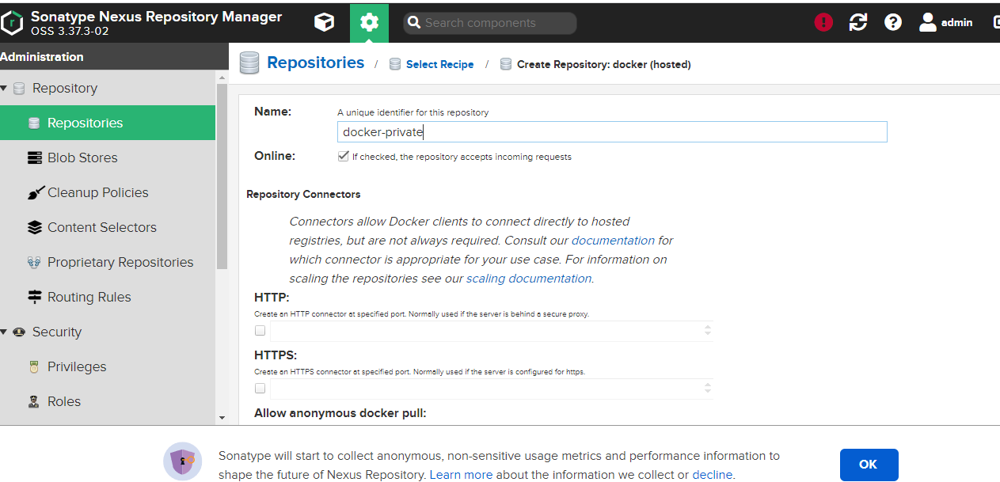 Sonatype Nexus Repository Manager
OSS 3.37.3-02
Search components
admin
Administration
Repositories / Select Recipe / Create Repository: docker (hosted)
Repository
Repositories
Blob Stores
Cleanup Policies
Content Selectors
Proprietary Repositories
Routing Rules
Security
Privileges
Roles
Name:
A unique identifier for this repository
docker-private
Online:
If checked, the repository accepts incoming requests
Repository Connectors
Connectors allow Docker clients to connect directly to hosted
registries, but are not always required. Consult our documentation for
which connector is appropriate for your use case. For information on
scaling the repositories see our scaling documentation.
HTTP:
Create an HTTP connector at specified port. Normally used if the server is behind a secure proxy.
HTTPS:
Create an HTTPS connector at specified port. Normally used if the server is configured for https.
Allow anonymous docker pull:
Sonatype will start to collect anonymous, non-sensitive usage metrics and performance information to
shape the future of Nexus Repository. Learn more about the information we collect or decline.
OK